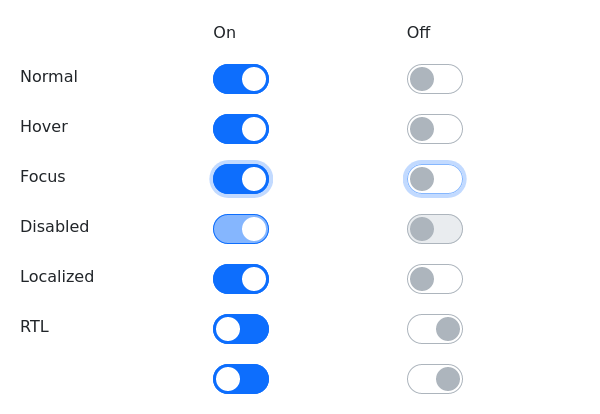 On Off
Normal
Hover
Focus
Disabled
Localized
RTL